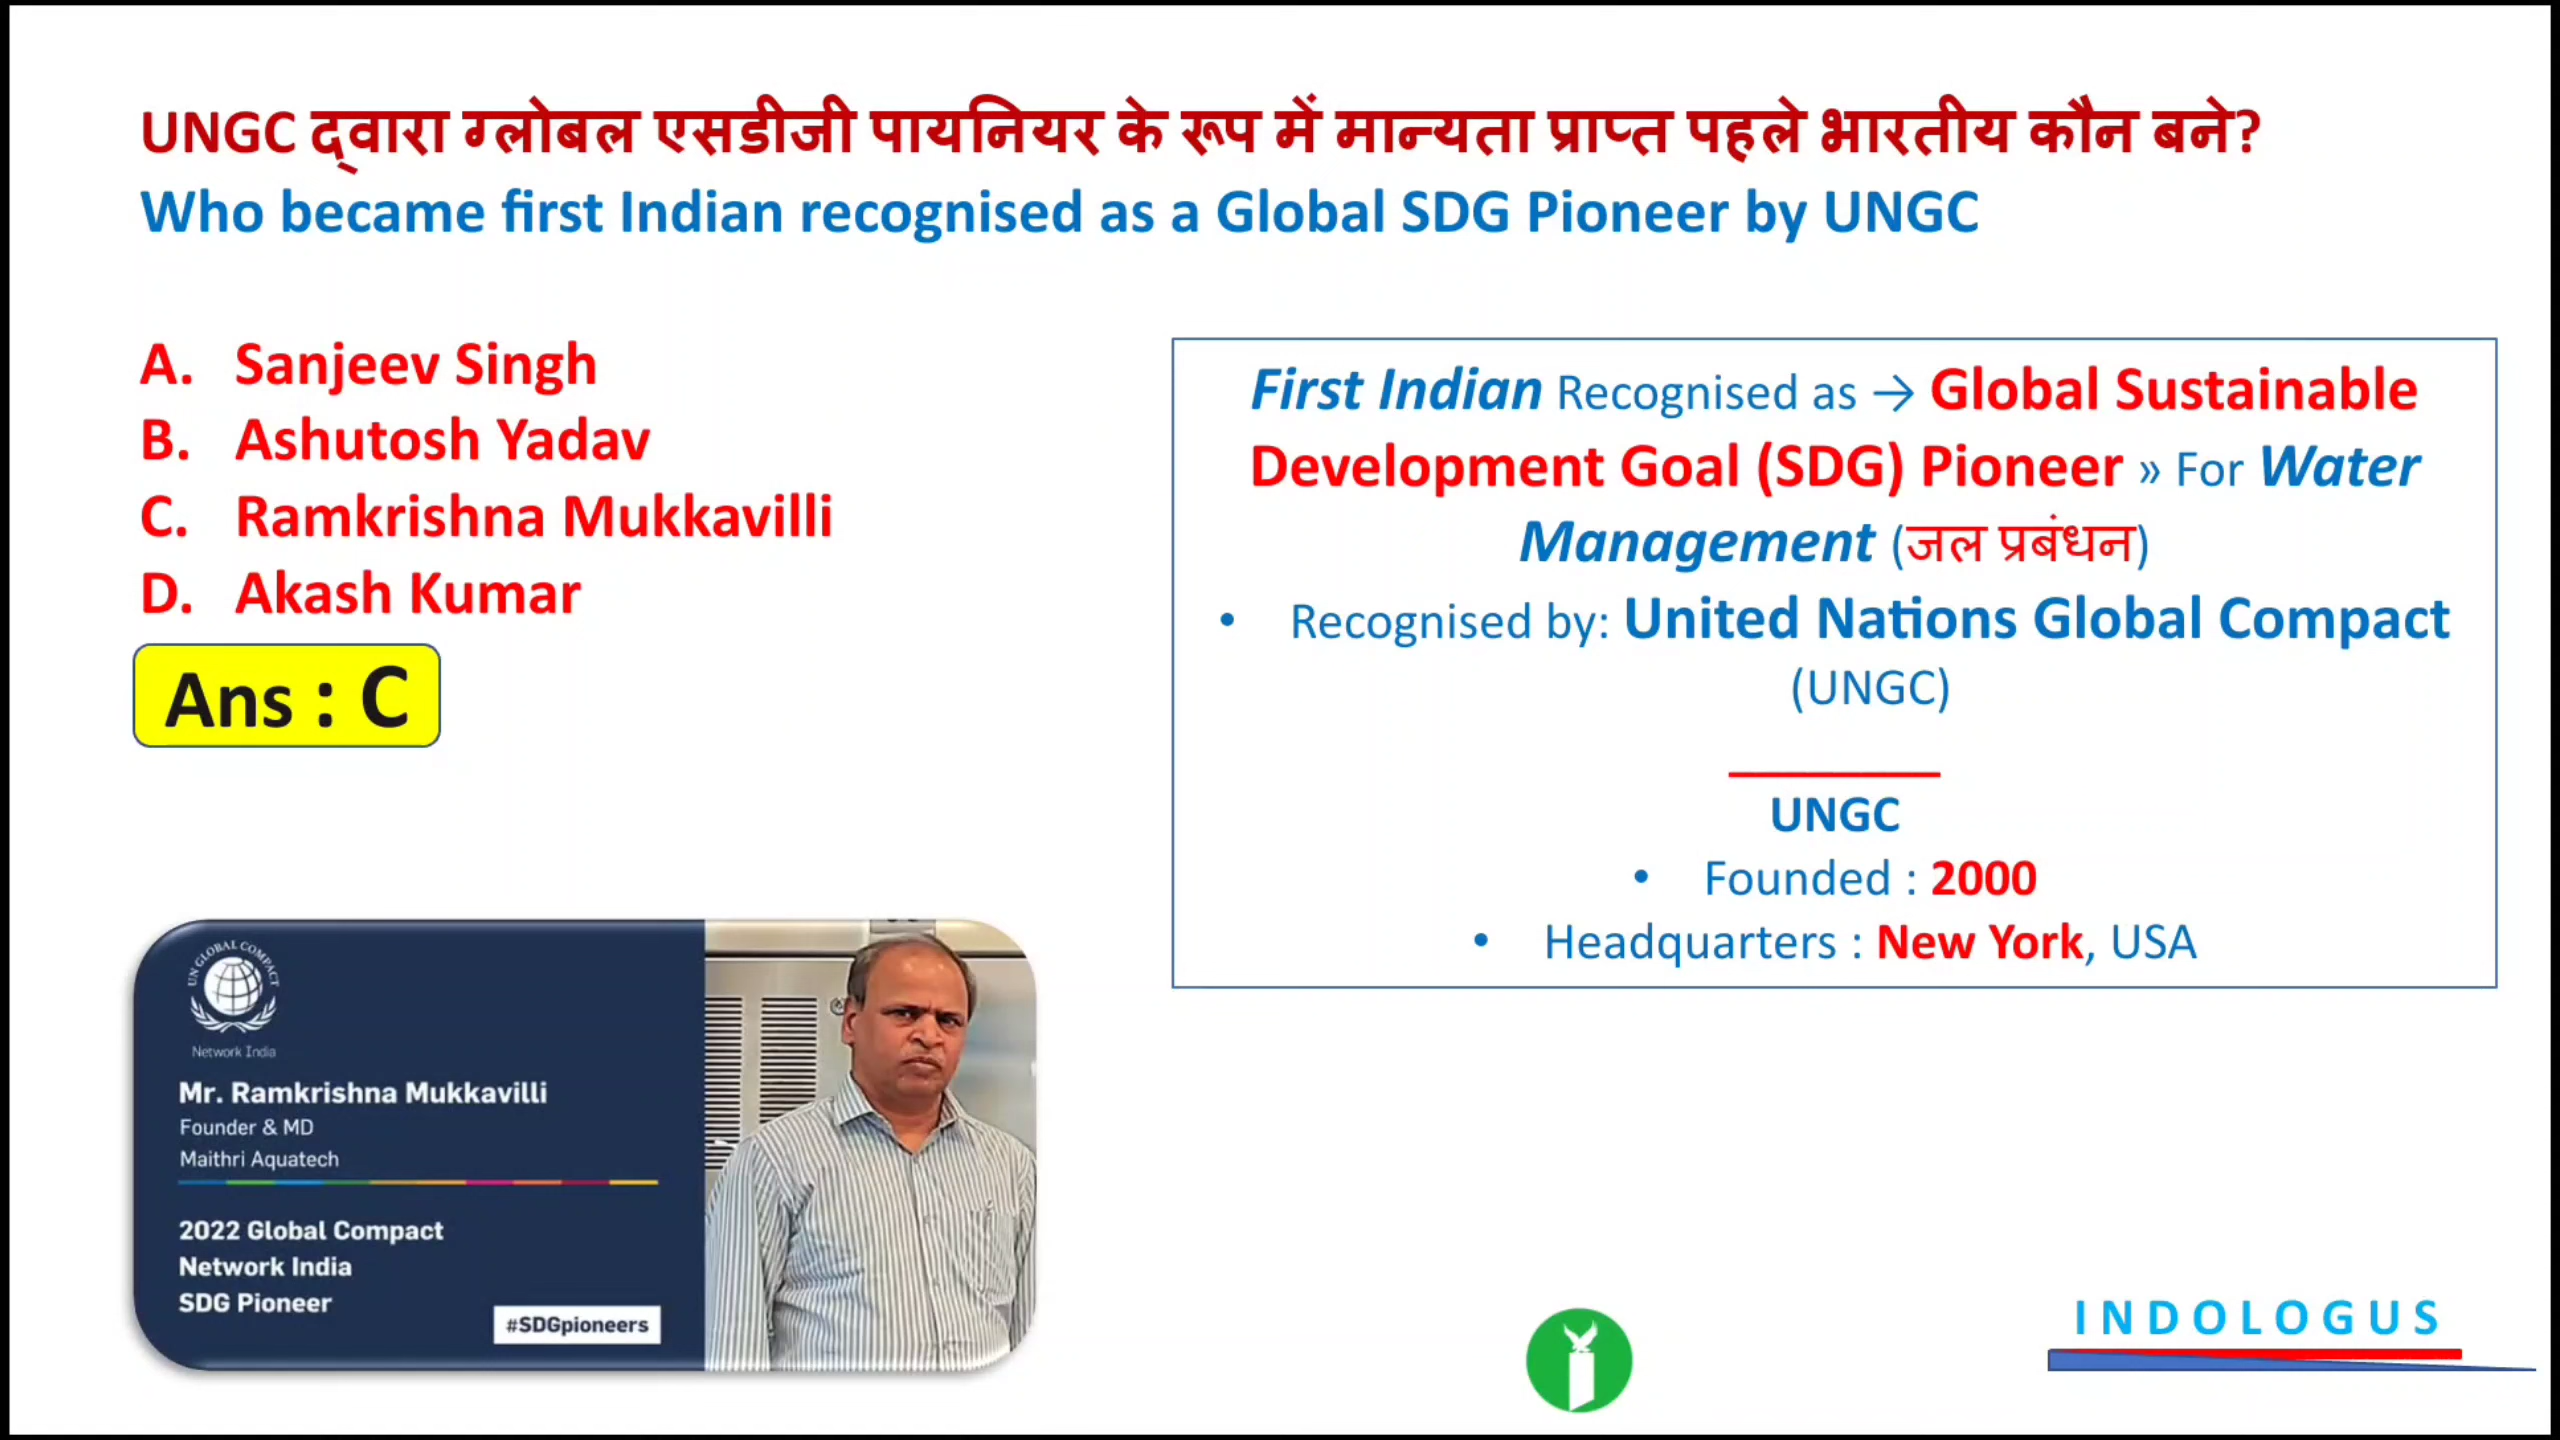 UNGC द्वारा ग्लोबल एसडीजी पायनियर के रूप में मान्यता प्राप्त पहले भारतीय कौन बने?
Who became first Indian recognised as a Global SDG Pioneer by UNGC
A. Sanjeev Singh
B. Ashutosh Yadav
C. Ramkrishna Mukkavilli
D. Akash Kumar
Ans : C
First Indian Recognised as → Global Sustainable
Development Goal (SDG) Pioneer » For Water
Management (जल प्रबंधन)
• Recognised by: United Nations Global Compact
(UNGC)
UNGC
• Founded : 2000
• Headquarters : New York, USA
UN GLOBAL COMPACT
Network India
Mr. Ramkrishna Mukkavilli
Founder & MD
Maithri Aquatech
2022 Global Compact
Network India
SDG Pioneer
#SDGpioneers
INDOLOGUS